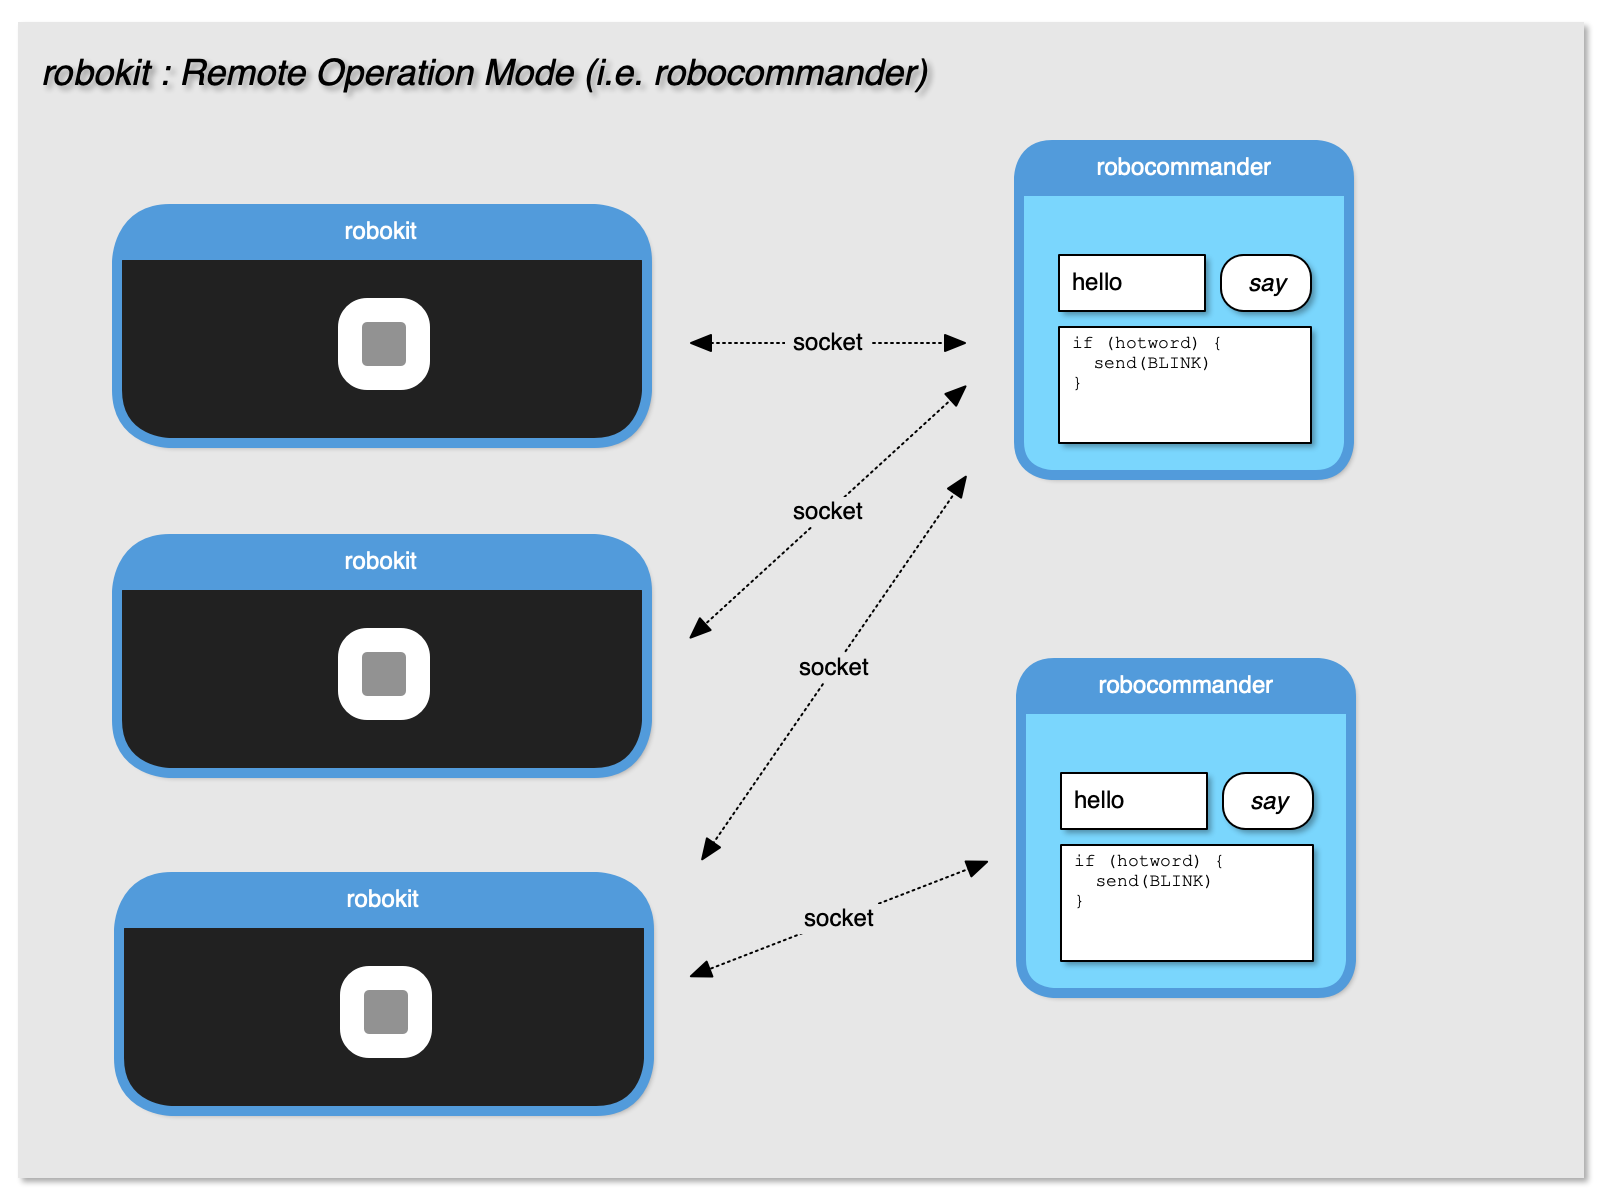 robokit : Remote Operation Mode (i.e. robocommander)
robokit
socket
robocommander
hello
say
if (hotword) {
  send(BLINK)
}
robokit
socket
socket
robocommander
hello
say
if (hotword) {
  send(BLINK)
}
robokit
socket